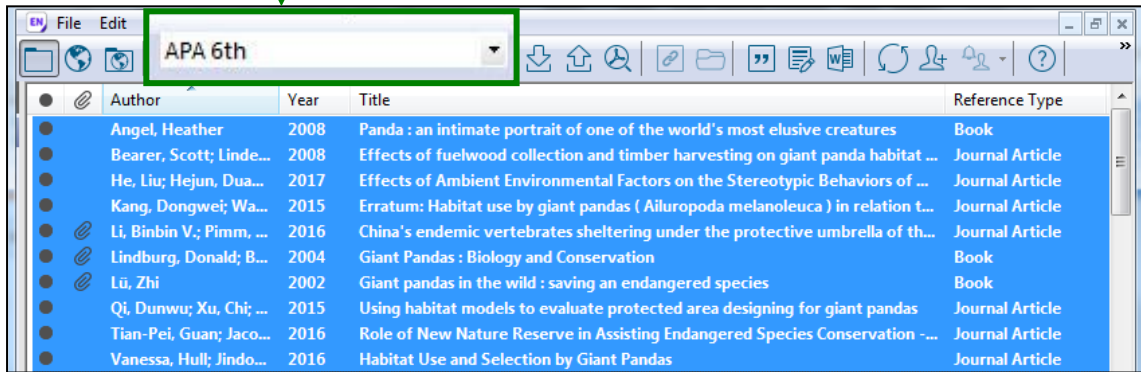 EN File Edit
APA 6th
Author Year Title Reference Type
Angel, Heather 2008 Panda : an intimate portrait of one of the world's most elusive creatures Book
Bearer, Scott; Linde... 2008 Effects of fuelwood collection and timber harvesting on giant panda habitat ... Journal Article
He, Liu; Hejun, Dua... 2017 Effects of Ambient Environmental Factors on the Stereotypic Behaviors of ... Journal Article
Kang, Dongwei; Wa... 2015 Erratum: Habitat use by giant pandas ( Ailuropoda melanoleuca ) in relation t... Journal Article
Li, Binbin V.; Pimm, ... 2016 China's endemic vertebrates sheltering under the protective umbrella of th... Journal Article
Lindburg, Donald; B... 2004 Giant Pandas : Biology and Conservation Book
Lü, Zhi 2002 Giant pandas in the wild : saving an endangered species Book
Qi, Dunwu; Xu, Chi; ... 2015 Using habitat models to evaluate protected area designing for giant pandas Journal Article
Tian-Pei, Guan; Jaco... 2016 Role of New Nature Reserve in Assisting Endangered Species Conservation -... Journal Article
Vanessa, Hull; Jindo... 2016 Habitat Use and Selection by Giant Pandas Journal Article